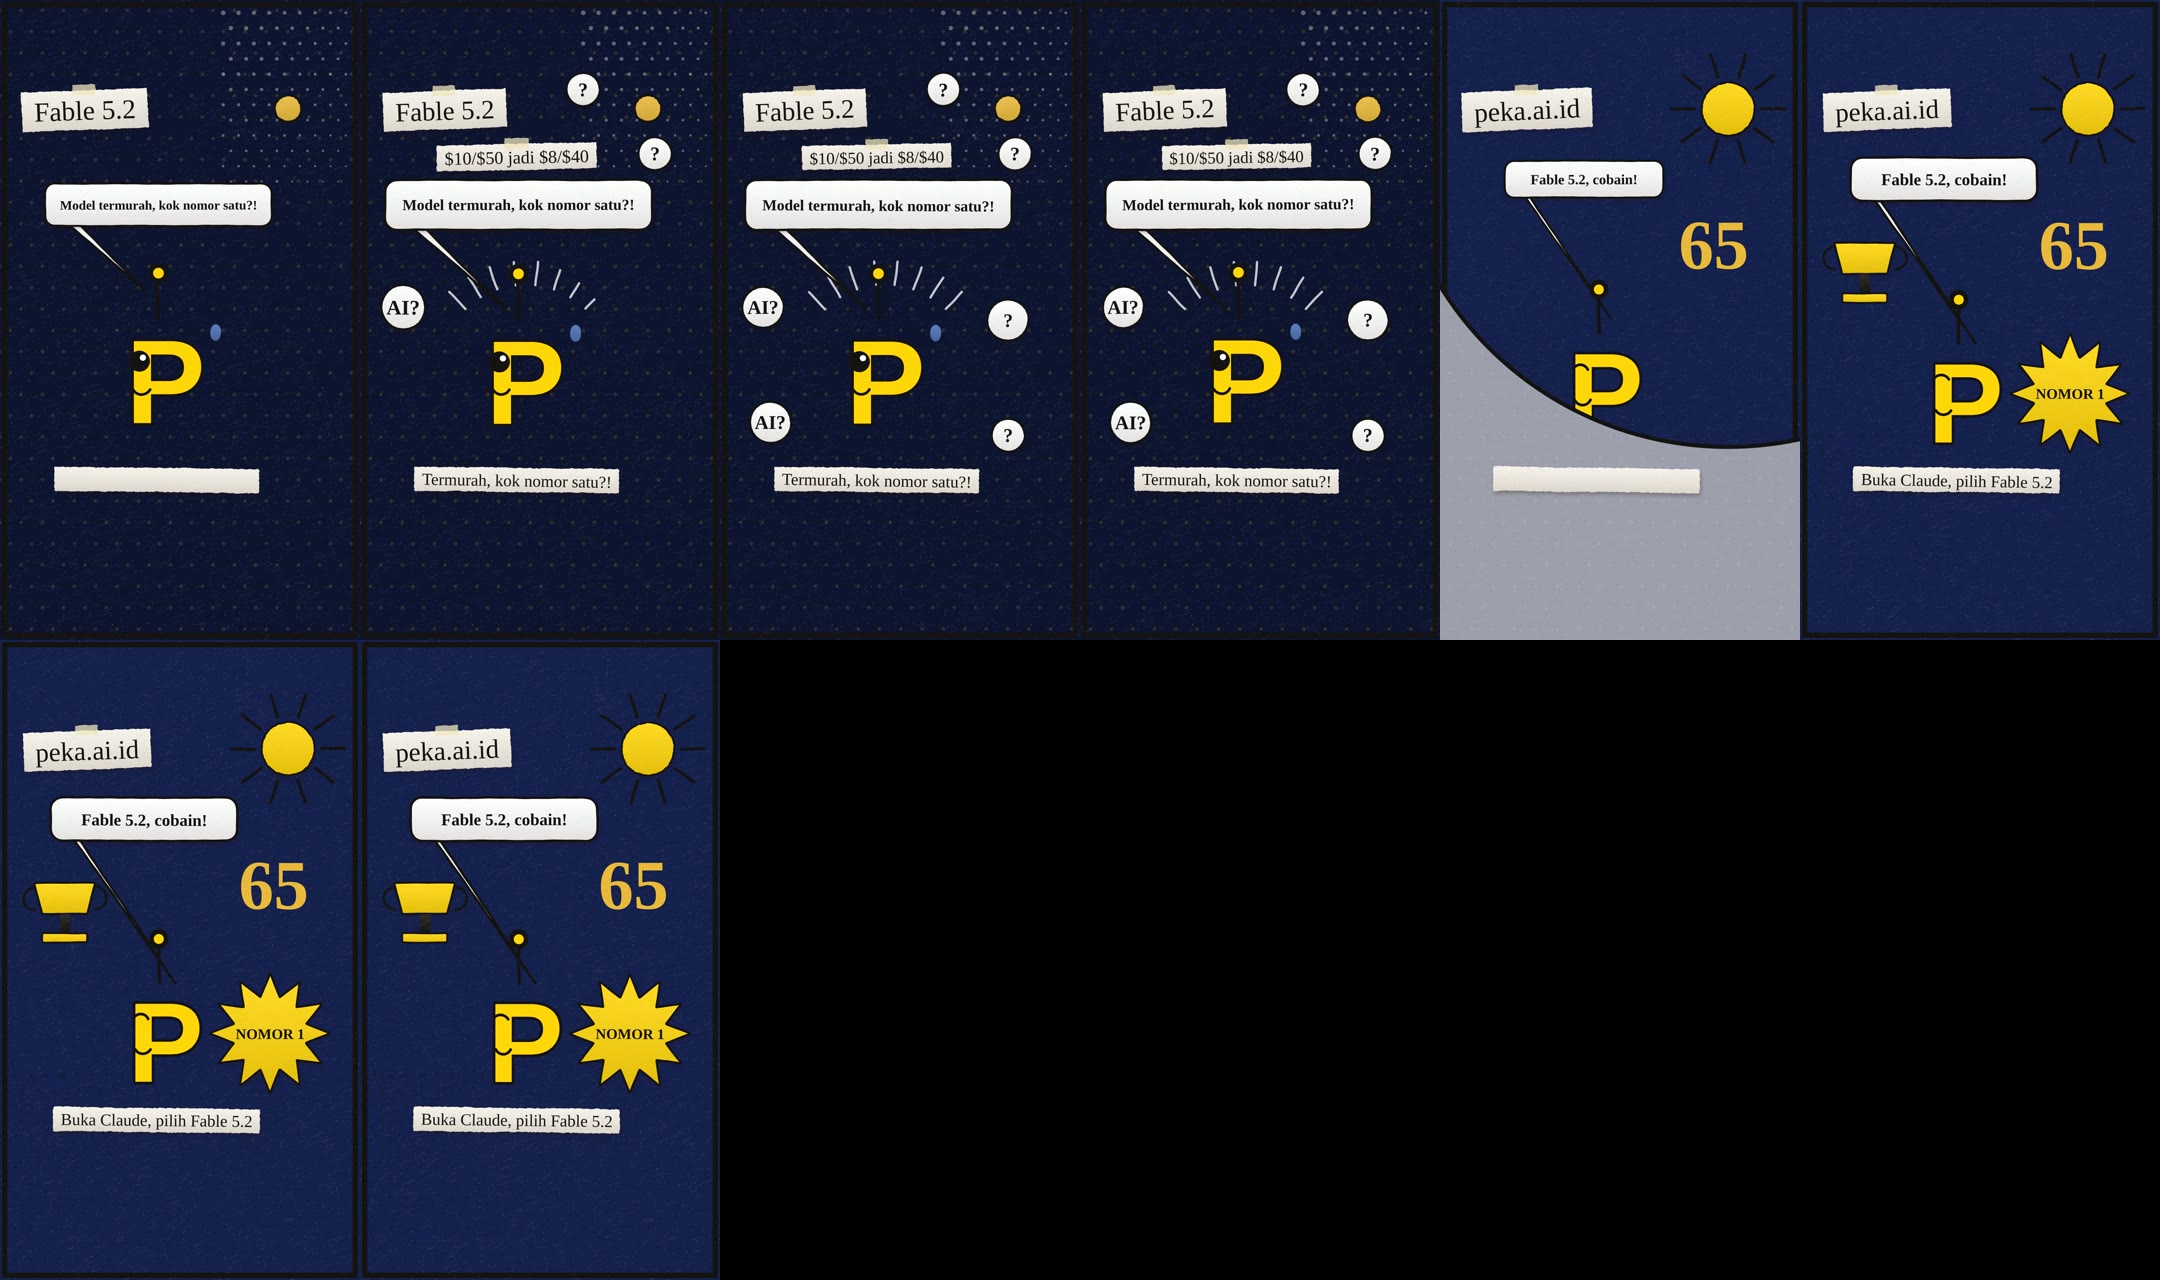 Fable 5.2
Model termurah, kok nomor satu?!
P
Fable 5.2
?
$10/$50 jadi $8/$40
?
Model termurah, kok nomor satu?!
AI?
P
Termurah, kok nomor satu?!
Fable 5.2
?
$10/$50 jadi $8/$40
?
Model termurah, kok nomor satu?!
AI?
?
P
AI?
?
Termurah, kok nomor satu?!
Fable 5.2
?
$10/$50 jadi $8/$40
?
Model termurah, kok nomor satu?!
AI?
?
P
AI?
?
Termurah, kok nomor satu?!
peka.ai.id
Fable 5.2, cobain!
65
P
peka.ai.id
Fable 5.2, cobain!
65
P
NOMOR 1
Buka Claude, pilih Fable 5.2
peka.ai.id
Fable 5.2, cobain!
65
P
NOMOR 1
Buka Claude, pilih Fable 5.2
peka.ai.id
Fable 5.2, cobain!
65
P
NOMOR 1
Buka Claude, pilih Fable 5.2